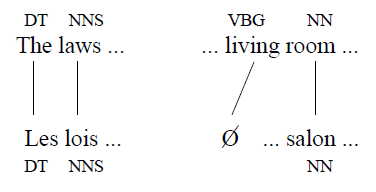 DT NNS VBG NN
The laws ... ... living room ...
Les lois ... Ø ... salon ...
DT NNS NN